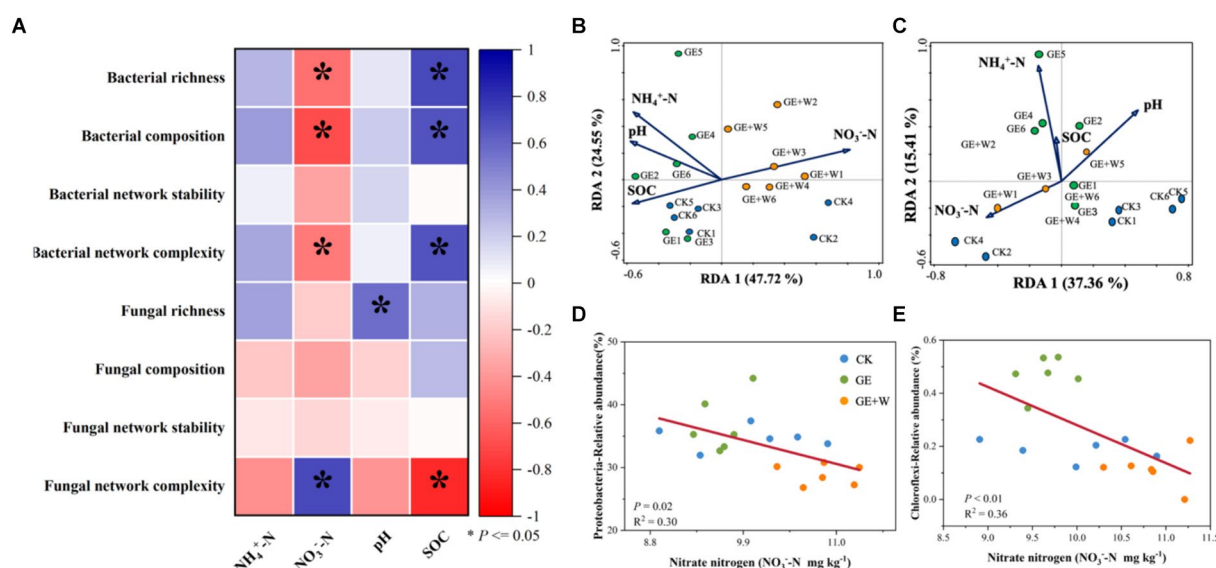 A
Bacterial richness
Bacterial composition
Bacterial network stability
Bacterial network complexity
Fungal richness
Fungal composition
Fungal network stability
Fungal network complexity
* * 
* *
* *
*
* *
NH₄⁺-N NO₃⁻-N pH SOC
1
0.8
0.6
0.4
0.2
0
-0.2
-0.4
-0.6
-0.8
-1
* P <= 0.05
B
RDA 2 (24.55 %)
1.0
-0.6
GE5
NH₄⁺-N
GE+W2
pH
GE4
GE+W5
NO₃⁻-N
GE6
GE+W3
GE2
GE+W1
SOC
GE+W4
GE+W6
CK5
CK3
CK4
CK6
CK1
CK2
GE1
GE3
-0.6 1.0
RDA 1 (47.72 %)
C
RDA 2 (15.41 %)
1.0
-0.6
GE5
NH₄⁺-N
pH
GE4
GE2
GE6
SOC
GE+W2
GE+W5
GE+W3
GE+W1
GE1
GE+W6
CK5
CK6
NO₃⁻-N
GE3
CK3
GE+W4
CK1
CK4
CK2
-0.8 0.8
RDA 1 (37.36 %)
D
Proteobacteria-Relative abundance(%)
50
40
30
20
CK
GE
GE+W
P = 0.02
R² = 0.30
8.8 9.9 11.0
Nitrate nitrogen (NO₃⁻-N mg kg⁻¹)
E
Chloroflexi-Relative abundance(%)
0.6
0.4
0.2
0.0
P < 0.01
R² = 0.36
8.5 9.0 9.5 10.0 10.5 11.0 11.5
Nitrate nitrogen (NO₃⁻-N mg kg⁻¹)